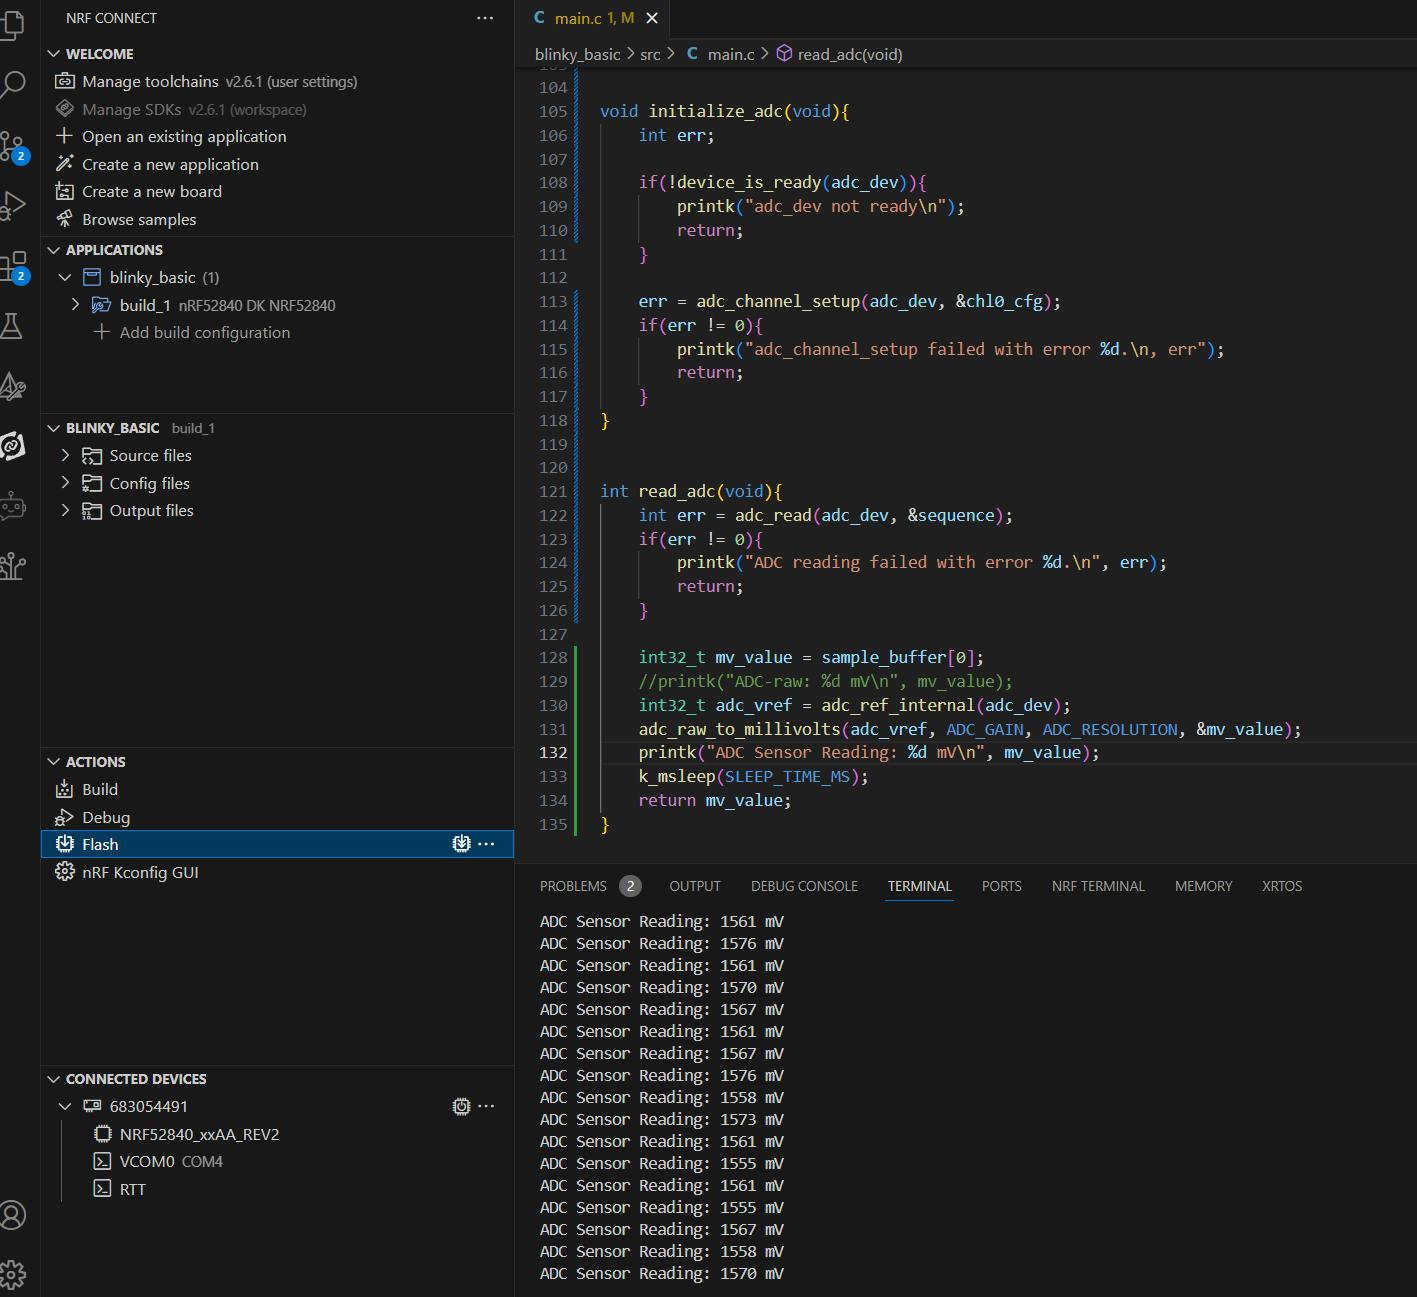 NRF CONNECT
WELCOME
Manage toolchains v2.6.1 (user settings)
Manage SDKs v2.6.1 (workspace)
Open an existing application
Create a new application
Create a new board
Browse samples
2
2
APPLICATIONS
blinky_basic (1)
build_1 nRF52840 DK NRF52840
Add build configuration
BLINKY_BASIC build_1
Source files
Config files
Output files
ACTIONS
Build
Debug
Flash
nRF Kconfig GUI
CONNECTED DEVICES
683054491
NRF52840_xxAA_REV2
VCOM0 COM4
RTT
C main.c 1, M
blinky_basic > src > C main.c > read_adc(void)
103
104
105 void initialize_adc(void){
106 int err;
107
108 if(!device_is_ready(adc_dev)){
109 printk("adc_dev not ready\n");
110 return;
111 }
112
113 err = adc_channel_setup(adc_dev, &chl0_cfg);
114 if(err != 0){
115 printk("adc_channel_setup failed with error %d.\n, err");
116 return;
117 }
118 }
119
120
121 int read_adc(void){
122 int err = adc_read(adc_dev, &sequence);
123 if(err != 0){
124 printk("ADC reading failed with error %d.\n", err);
125 return;
126 }
127
128 int32_t mv_value = sample_buffer[0];
129 //printk("ADC-raw: %d mV\n", mv_value);
130 int32_t adc_vref = adc_ref_internal(adc_dev);
131 adc_raw_to_millivolts(adc_vref, ADC_GAIN, ADC_RESOLUTION, &mv_value);
132 printk("ADC Sensor Reading: %d mV\n", mv_value);
133 k_msleep(SLEEP_TIME_MS);
134 return mv_value;
135 }
PROBLEMS 2 OUTPUT DEBUG CONSOLE TERMINAL PORTS NRF TERMINAL MEMORY XRTOS
ADC Sensor Reading: 1561 mV
ADC Sensor Reading: 1576 mV
ADC Sensor Reading: 1561 mV
ADC Sensor Reading: 1570 mV
ADC Sensor Reading: 1567 mV
ADC Sensor Reading: 1561 mV
ADC Sensor Reading: 1567 mV
ADC Sensor Reading: 1576 mV
ADC Sensor Reading: 1558 mV
ADC Sensor Reading: 1573 mV
ADC Sensor Reading: 1561 mV
ADC Sensor Reading: 1555 mV
ADC Sensor Reading: 1561 mV
ADC Sensor Reading: 1555 mV
ADC Sensor Reading: 1567 mV
ADC Sensor Reading: 1558 mV
ADC Sensor Reading: 1570 mV